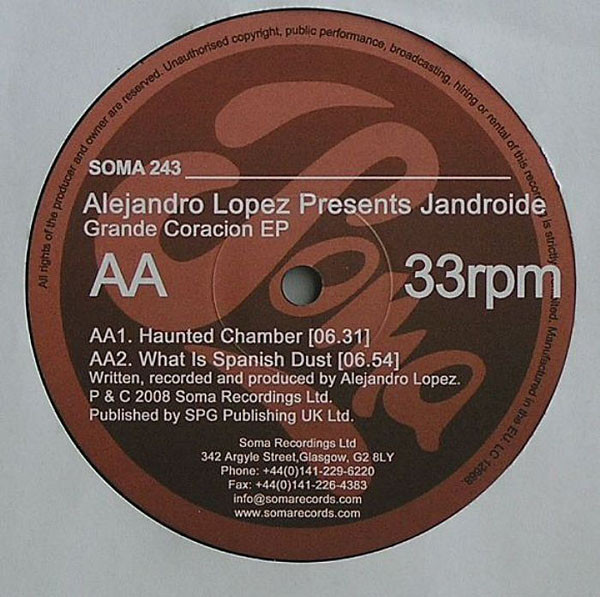 All rights of the producer and owner are reserved. Unauthorised copyright, public performance, broadcasting, hiring or rental of this record is strictly Manufactured in the EU. LC
SOMA 243
Alejandro Lopez Presents Jandroide
Grande Coracion EP
AA 33rpm
AA1. Haunted Chamber [06.31]
AA2. What Is Spanish Dust [06.54]
Written, recorded and produced by Alejandro Lopez.
P & C 2008 Soma Recordings Ltd.
Published by SPG Publishing UK Ltd.
Soma Recordings Ltd
342 Argyle Street,Glasgow, G2 8LY
Phone: +44(0)141-229-6220
Fax: +44(0)141-226-4383
info@somarecords.com
www.somarecords.com
Soma